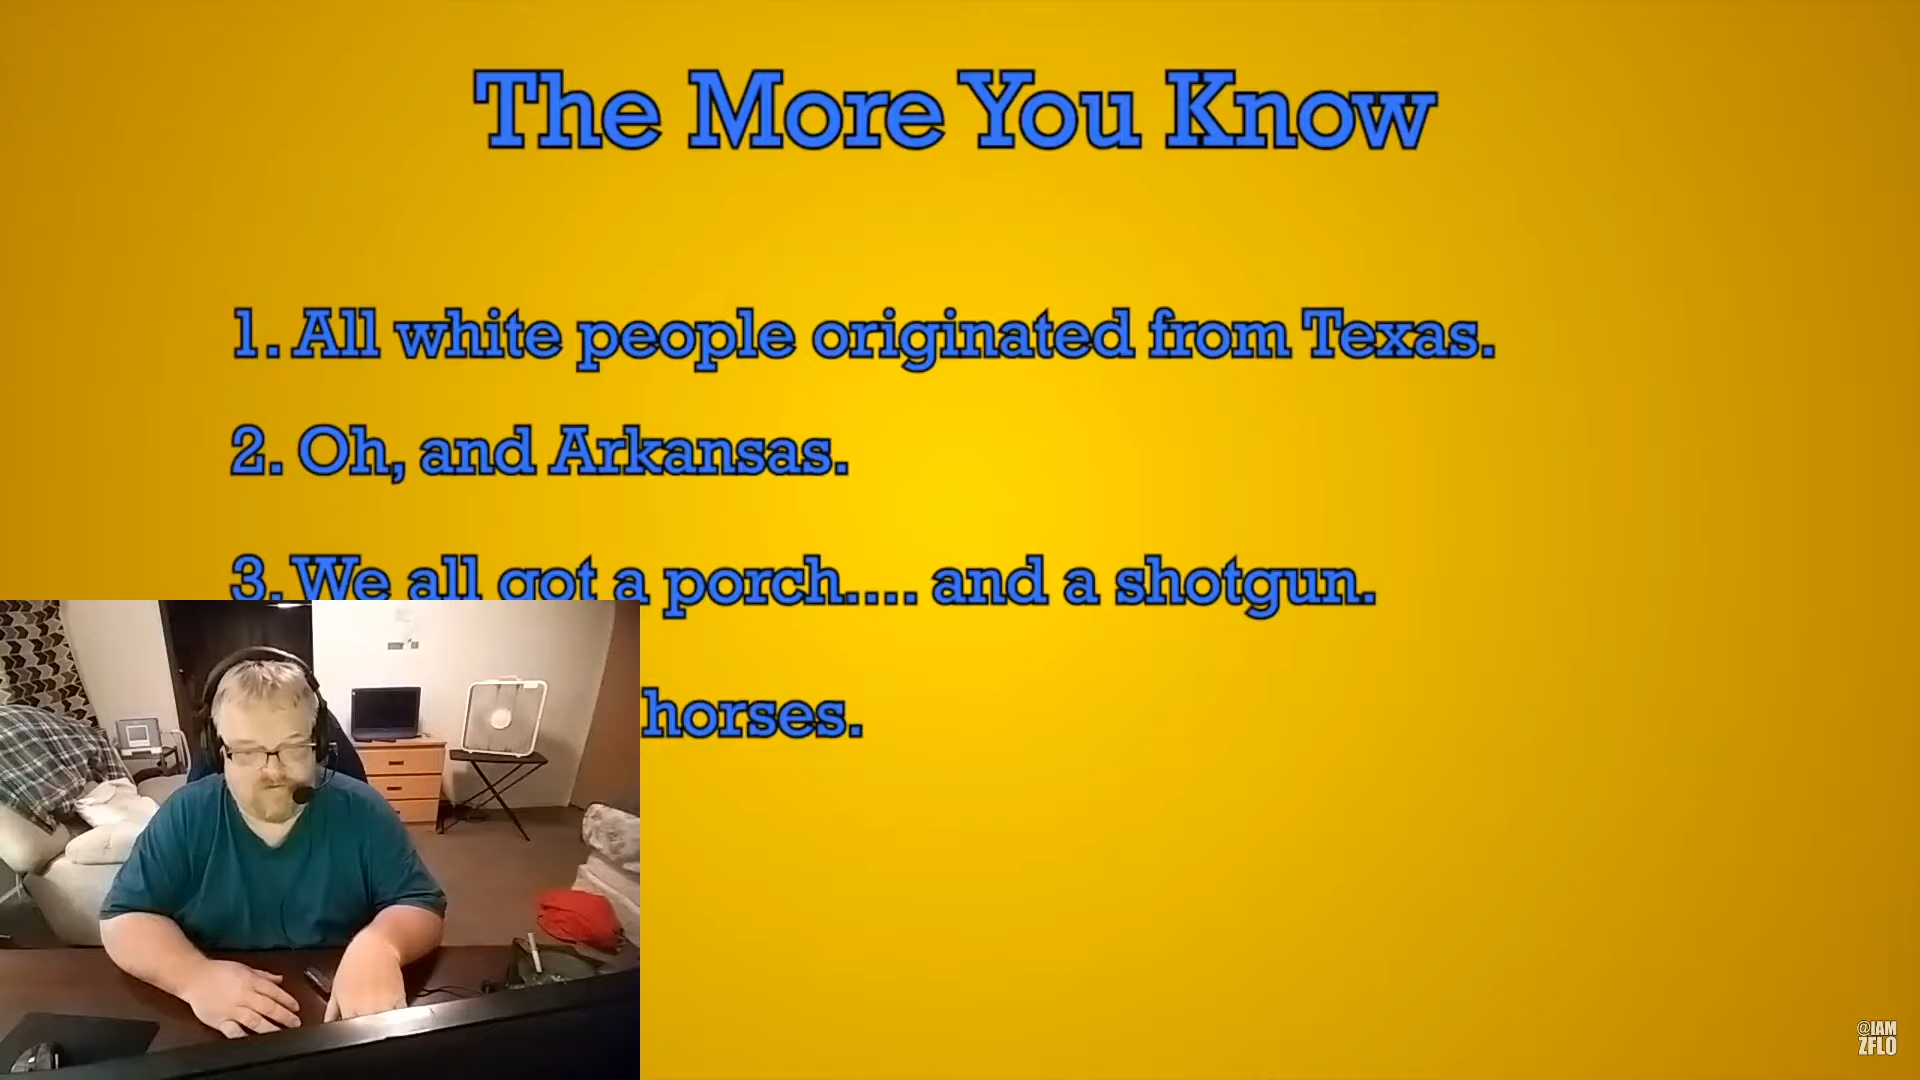 The More You Know
1. All white people originated from Texas.
2. Oh, and Arkansas.
3. We all got a porch.... and a shotgun.
horses.
@IAM
ZFLO